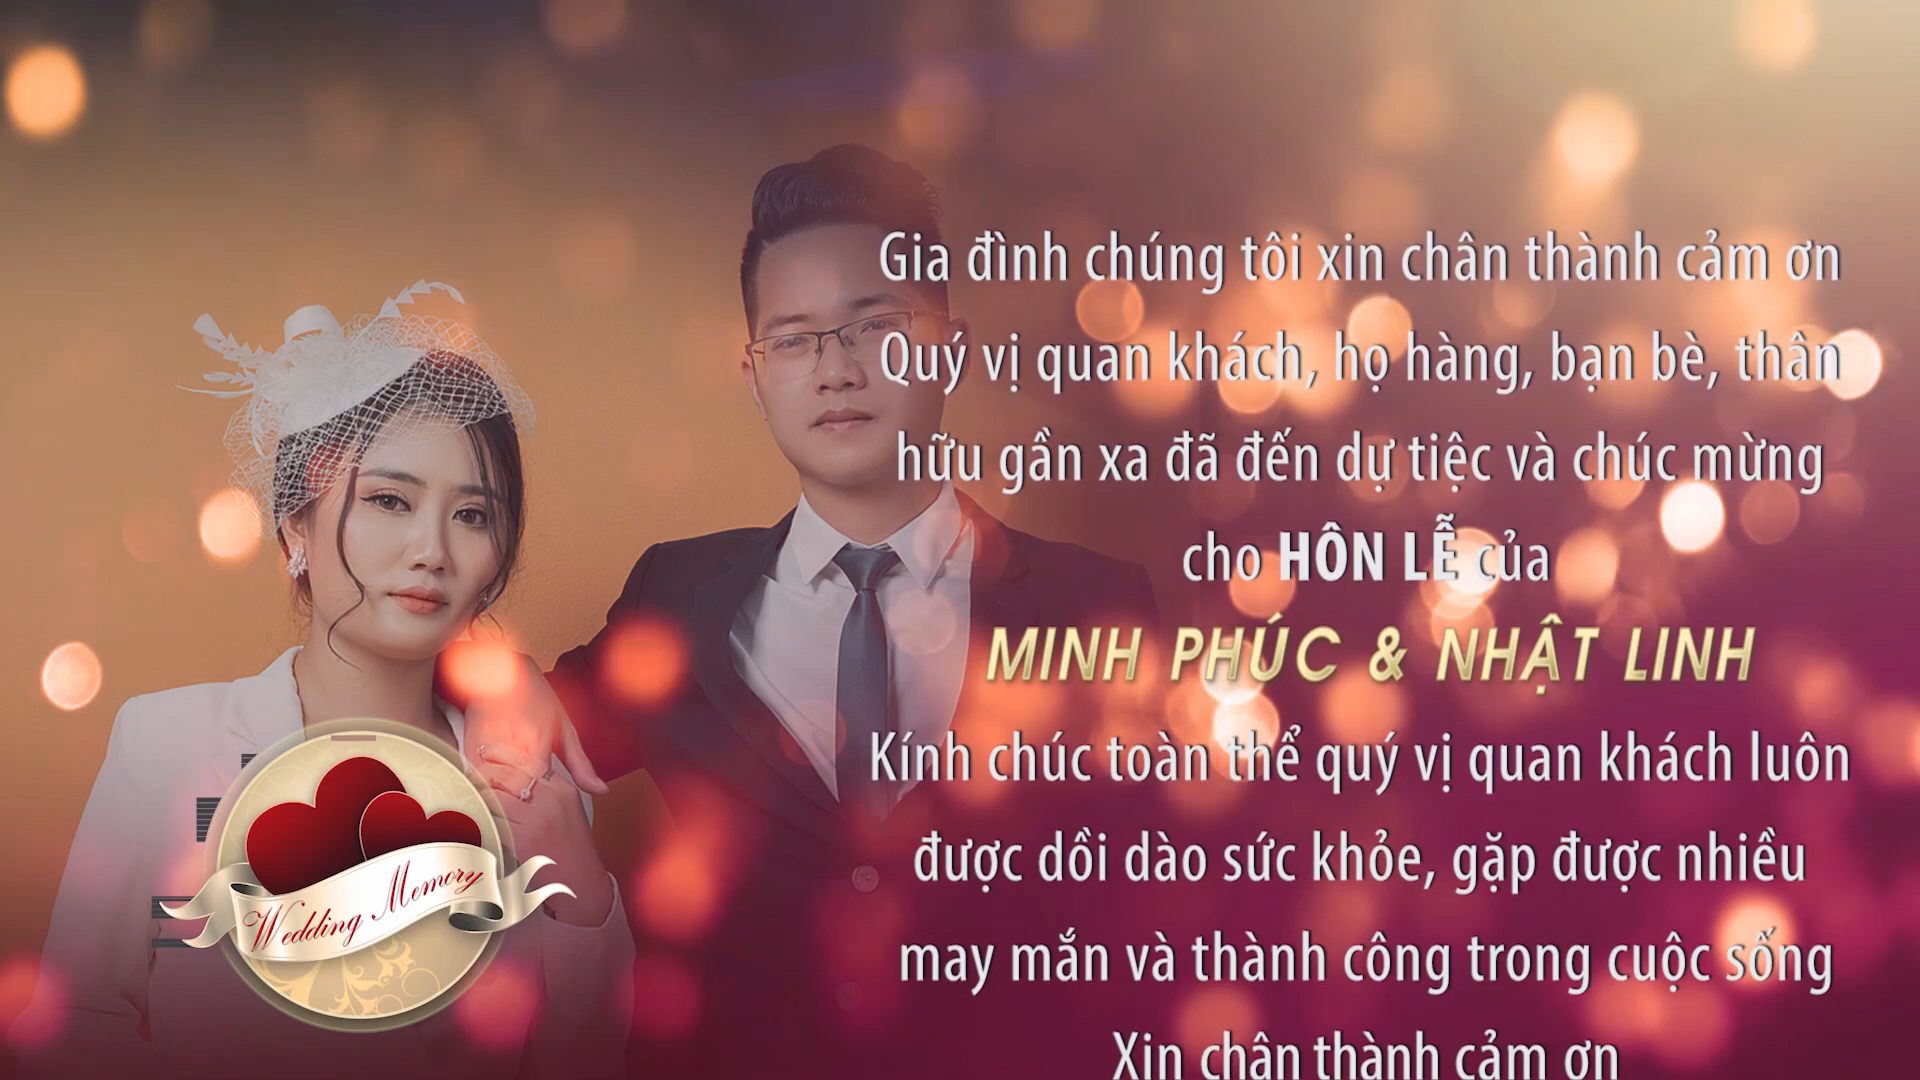 Gia đình chúng tôi xin chân thành cảm ơn
Quý vị quan khách, họ hàng, bạn bè, thân
hữu gần xa đã đến dự tiệc và chúc mừng
cho HÔN LỄ của
MINH PHÚC & NHẬT LINH
Kính chúc toàn thể quý vị quan khách luôn
được dồi dào sức khỏe, gặp được nhiều
may mắn và thành công trong cuộc sống
Xin chân thành cảm ơn
Wedding Memory